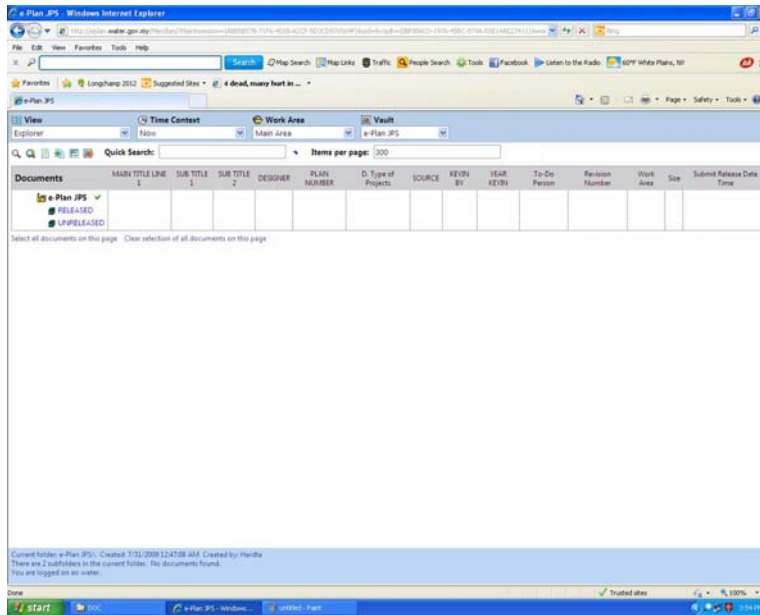 e-Plan JPS - Windows Internet Explorer
File Edit View Favorites Tools Help
Search Map Search Map Links Traffic People Search Tools Facebook Listen to the Radio 60°F White Plains, NY
Favorites Longchamp 2012 Suggested Sites 4 dead, many hurt in ...
e-Plan JPS Page Safety Tools
View Time Context Work Area Vault
Explorer Now Main Area e-Plan JPS
Quick Search: Items per page: 200
Documents MAIN TITLE LINE 1 SUB TITLE 1 SUB TITLE 2 DESIGNER PLAN NUMBER D. Type of Projects SOURCE KEYIN BY YEAR KEYIN To-Do Person Revision Number Work Area Size Submit Release Date Time
e-Plan JPS
RELEASED
UNRELEASED
Select all documents on this page Clear selection of all documents on this page
Current folder: e-Plan JPS\ Created: 7/31/2009 12:47:08 AM Created by: Hardta
There are 2 subfolders in the current folder. No documents found.
You are logged on as: water.
Done Trusted sites 100%
start DOC e-Plan JPS - Windows... untitled - Paint